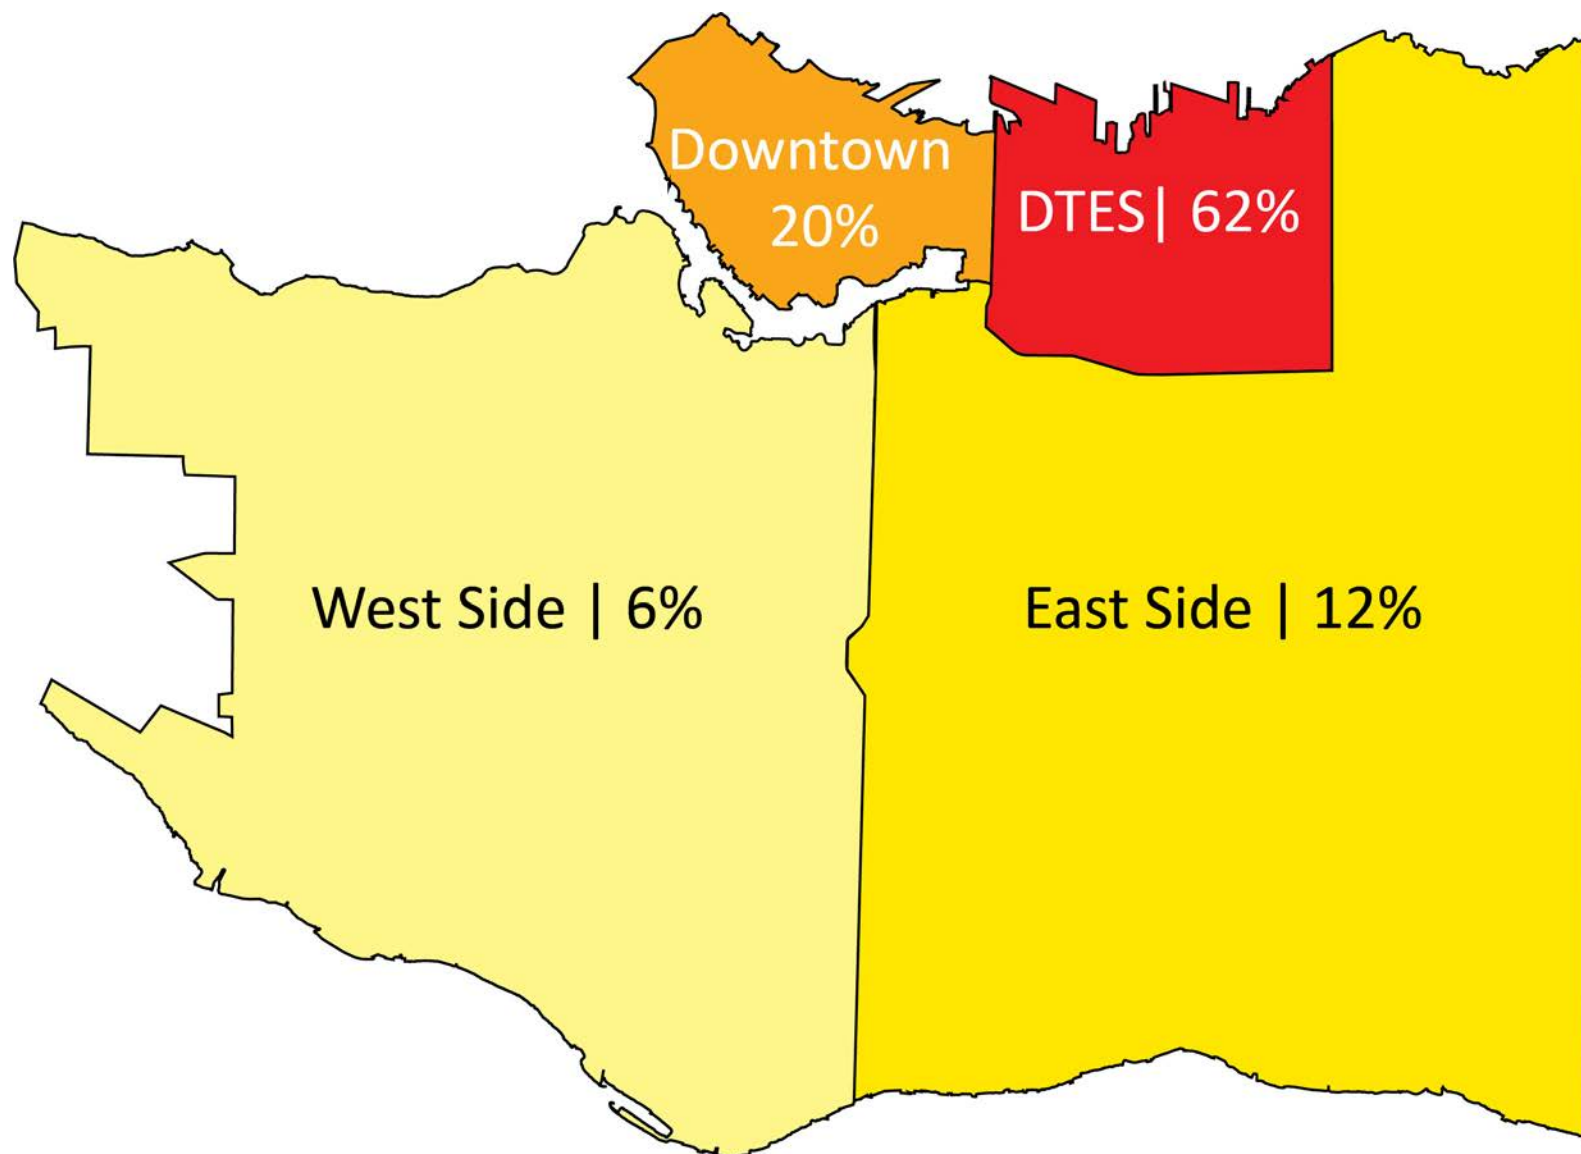 Downtown
20%
DTES| 62%
West Side | 6%
East Side | 12%